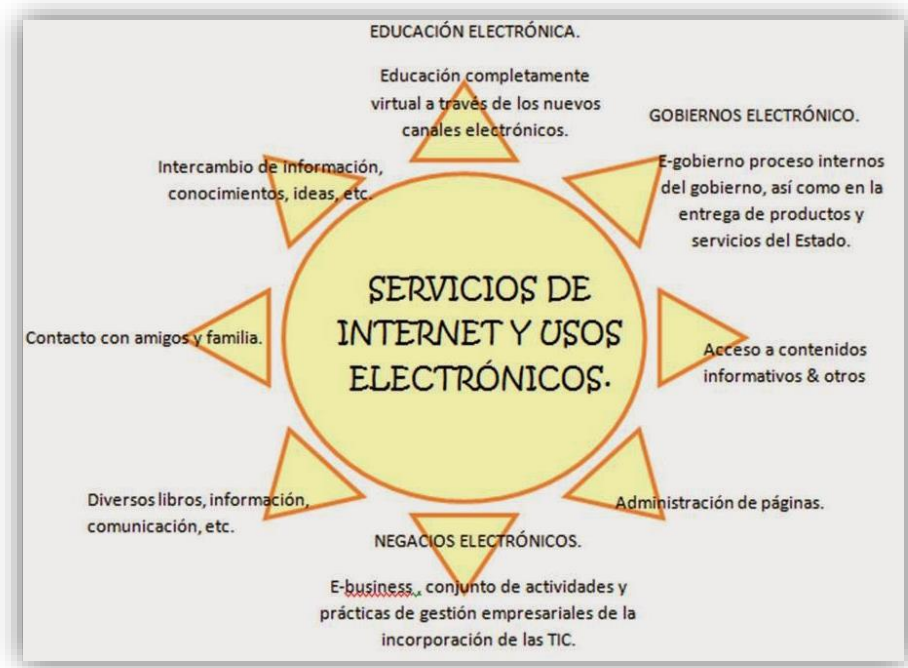 EDUCACIÓN ELECTRÓNICA.
Educación completamente
virtual a través de los nuevos
canales electrónicos.
GOBIERNOS ELECTRÓNICO.
E-gobierno proceso internos
del gobierno, así como en la
entrega de productos y
servicios del Estado.
Intercambio de información,
conocimientos, ideas, etc.
SERVICIOS DE
INTERNET Y USOS
ELECTRÓNICOS.
Contacto con amigos y familia.
Acceso a contenidos
informativos & otros
Diversos libros, información,
comunicación, etc.
Administración de páginas.
NEGACIOS ELECTRÓNICOS.
E-business , conjunto de actividades y
prácticas de gestión empresariales de la
incorporación de las TIC.